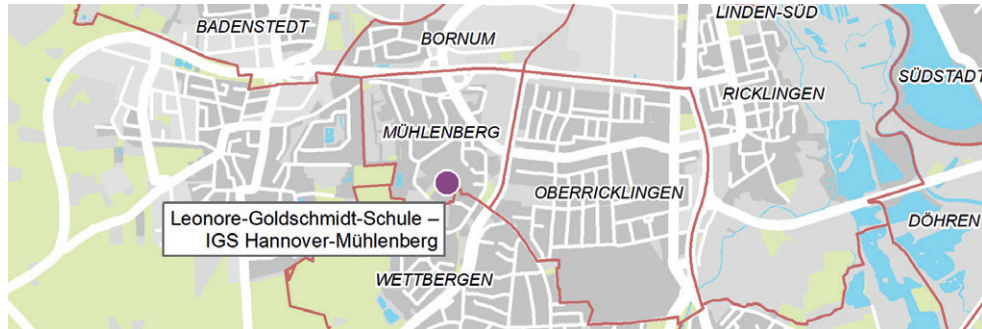 LINDEN-SÜD
BADENSTEDT
BORNUM
SÜDSTADT
RICKLINGEN
MÜHLENBERG
OBERRICKLINGEN
Leonore-Goldschmidt-Schule –
IGS Hannover-Mühlenberg
DÖHREN
WETTBERGEN